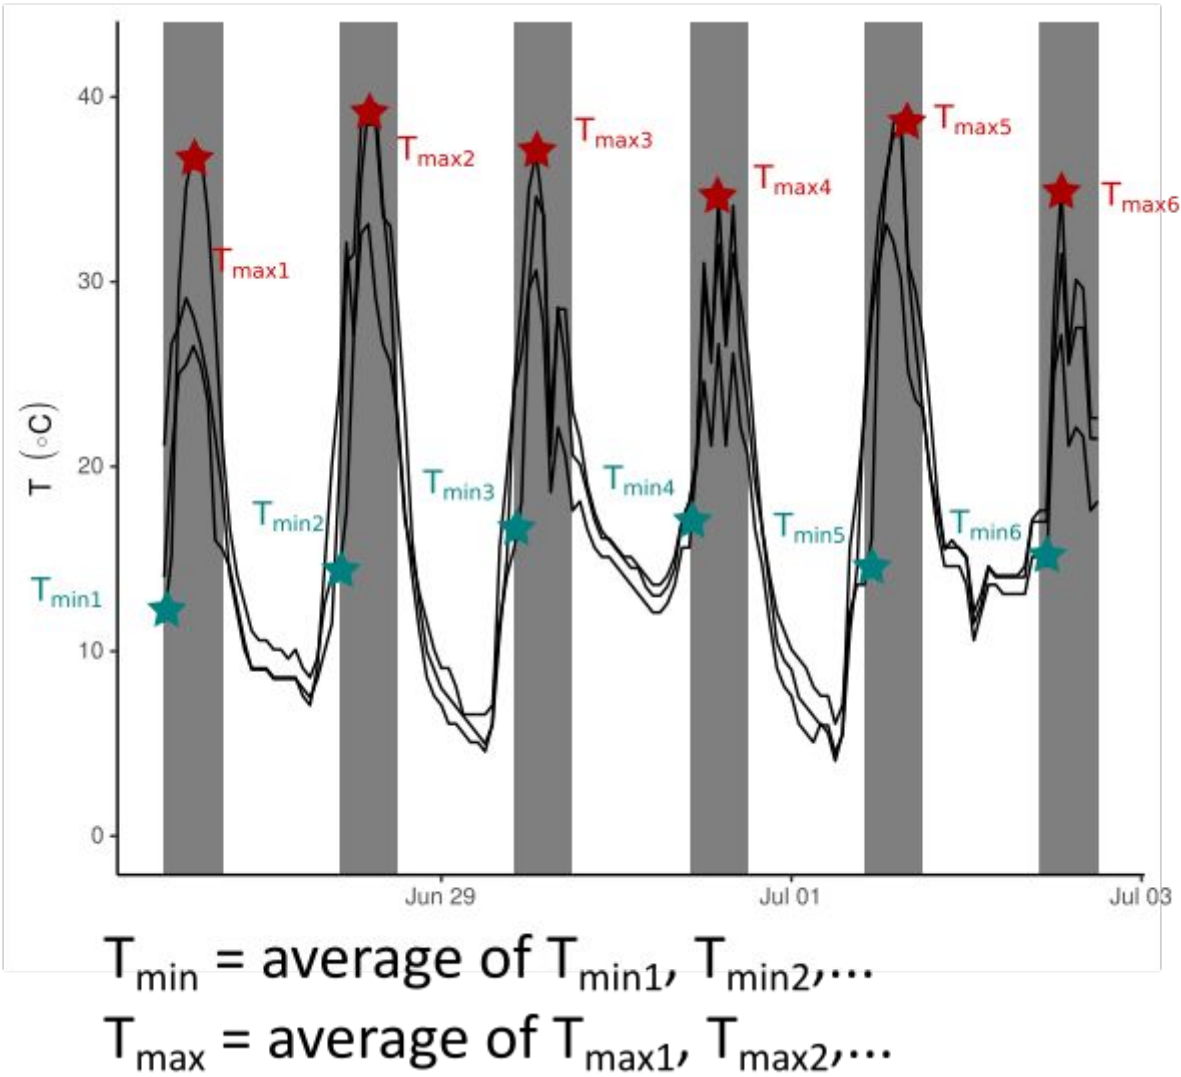 40
30
20
10
0
T (°C)
Tmax1
Tmax2
Tmax3
Tmax4
Tmax5
Tmax6
Tmin1
Tmin2
Tmin3
Tmin4
Tmin5
Tmin6
Jun 29
Jul 01
Jul 03
Tmin = average of Tmin1, Tmin2,...
Tmax = average of Tmax1, Tmax2,...